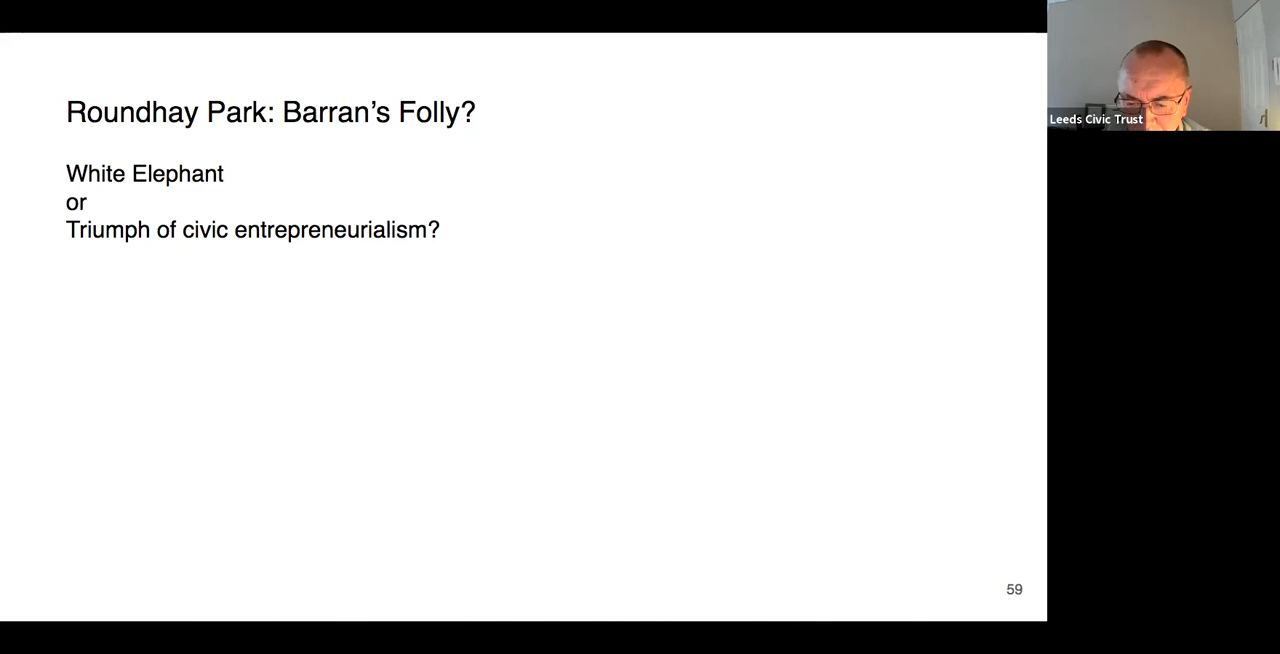 Roundhay Park: Barran’s Folly?
White Elephant
or
Triumph of civic entrepreneurialism?
59
Leeds Civic Trust